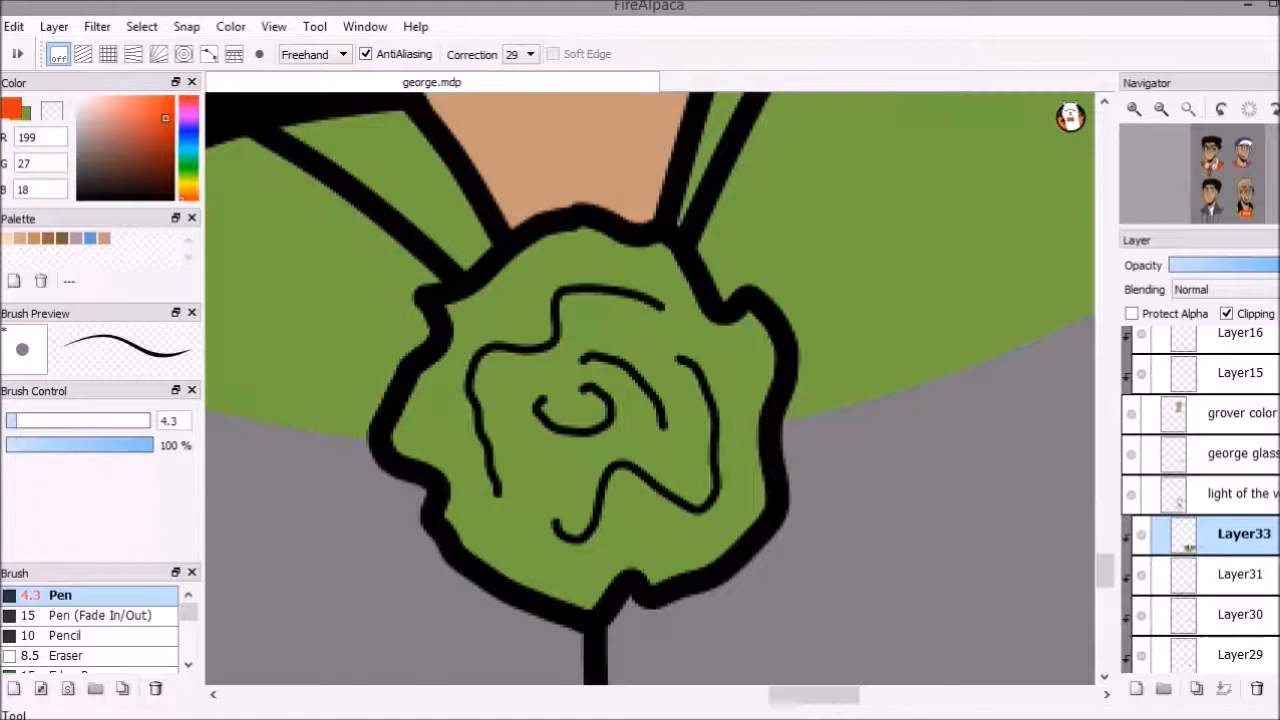 FireAlpaca
Edit Layer Filter Select Snap Color View Tool Window Help
off Freehand AntiAliasing Correction 29 Soft Edge
Color
george.mdp
Navigator
R 199
G 27
B 18
Palette
---
Layer
Opacity
Blending Normal
Protect Alpha Clipping
Brush Preview
*
Layer16
Layer15
Brush Control
4.3
100 %
grover color
george glass
light of the w
Layer33
Layer31
Layer30
Layer29
Brush
4.3 Pen
15 Pen (Fade In/Out)
10 Pencil
8.5 Eraser
Tool